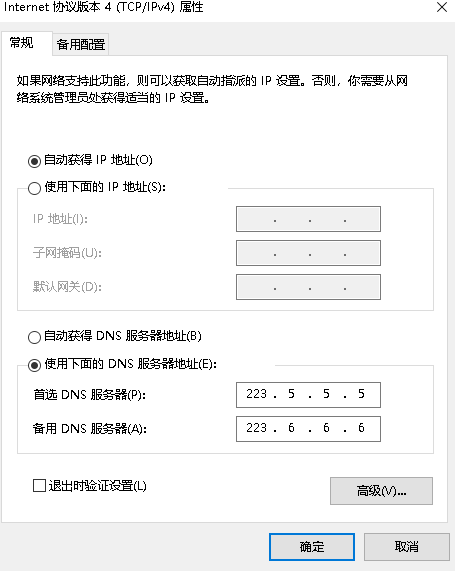 Internet 协议版本 4 (TCP/IPv4) 属性
常规 备用配置
如果网络支持此功能，则可以获取自动指派的 IP 设置。否则，你需要从网
络系统管理员处获得适当的 IP 设置。
自动获得 IP 地址(O)
使用下面的 IP 地址(S):
IP 地址(I): . . .
子网掩码(U): . . .
默认网关(D): . . .
自动获得 DNS 服务器地址(B)
使用下面的 DNS 服务器地址(E):
首选 DNS 服务器(P): 223 . 5 . 5 . 5
备用 DNS 服务器(A): 223 . 6 . 6 . 6
退出时验证设置(L)
高级(V)...
确定 取消